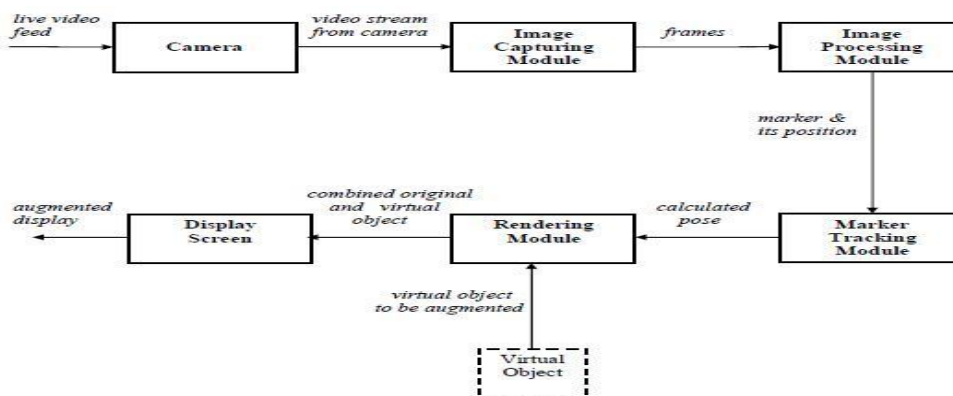 live video
feed
Camera
video stream
from camera
Image
Capturing
Module
frames
Image
Processing
Module
marker &
its position
Marker
Tracking
Module
calculated
pose
Rendering
Module
combined original
and virtual
object
Display
Screen
augmented
display
virtual object
to be augmented
Virtual
Object